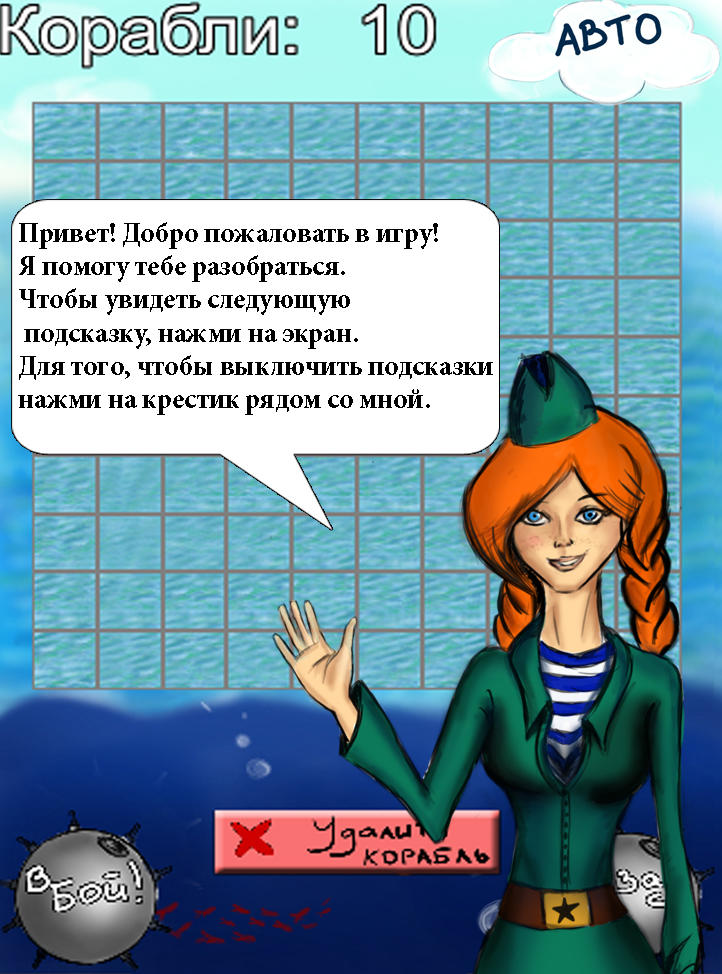 Корабли: 10
АВТО
Привет! Добро пожаловать в игру!
Я помогу тебе разобраться.
Чтобы увидеть следующую
подсказку, нажми на экран.
Для того, чтобы выключить подсказки
нажми на крестик рядом со мной.
Удалить
КОРАБЛЬ
В
Бой!